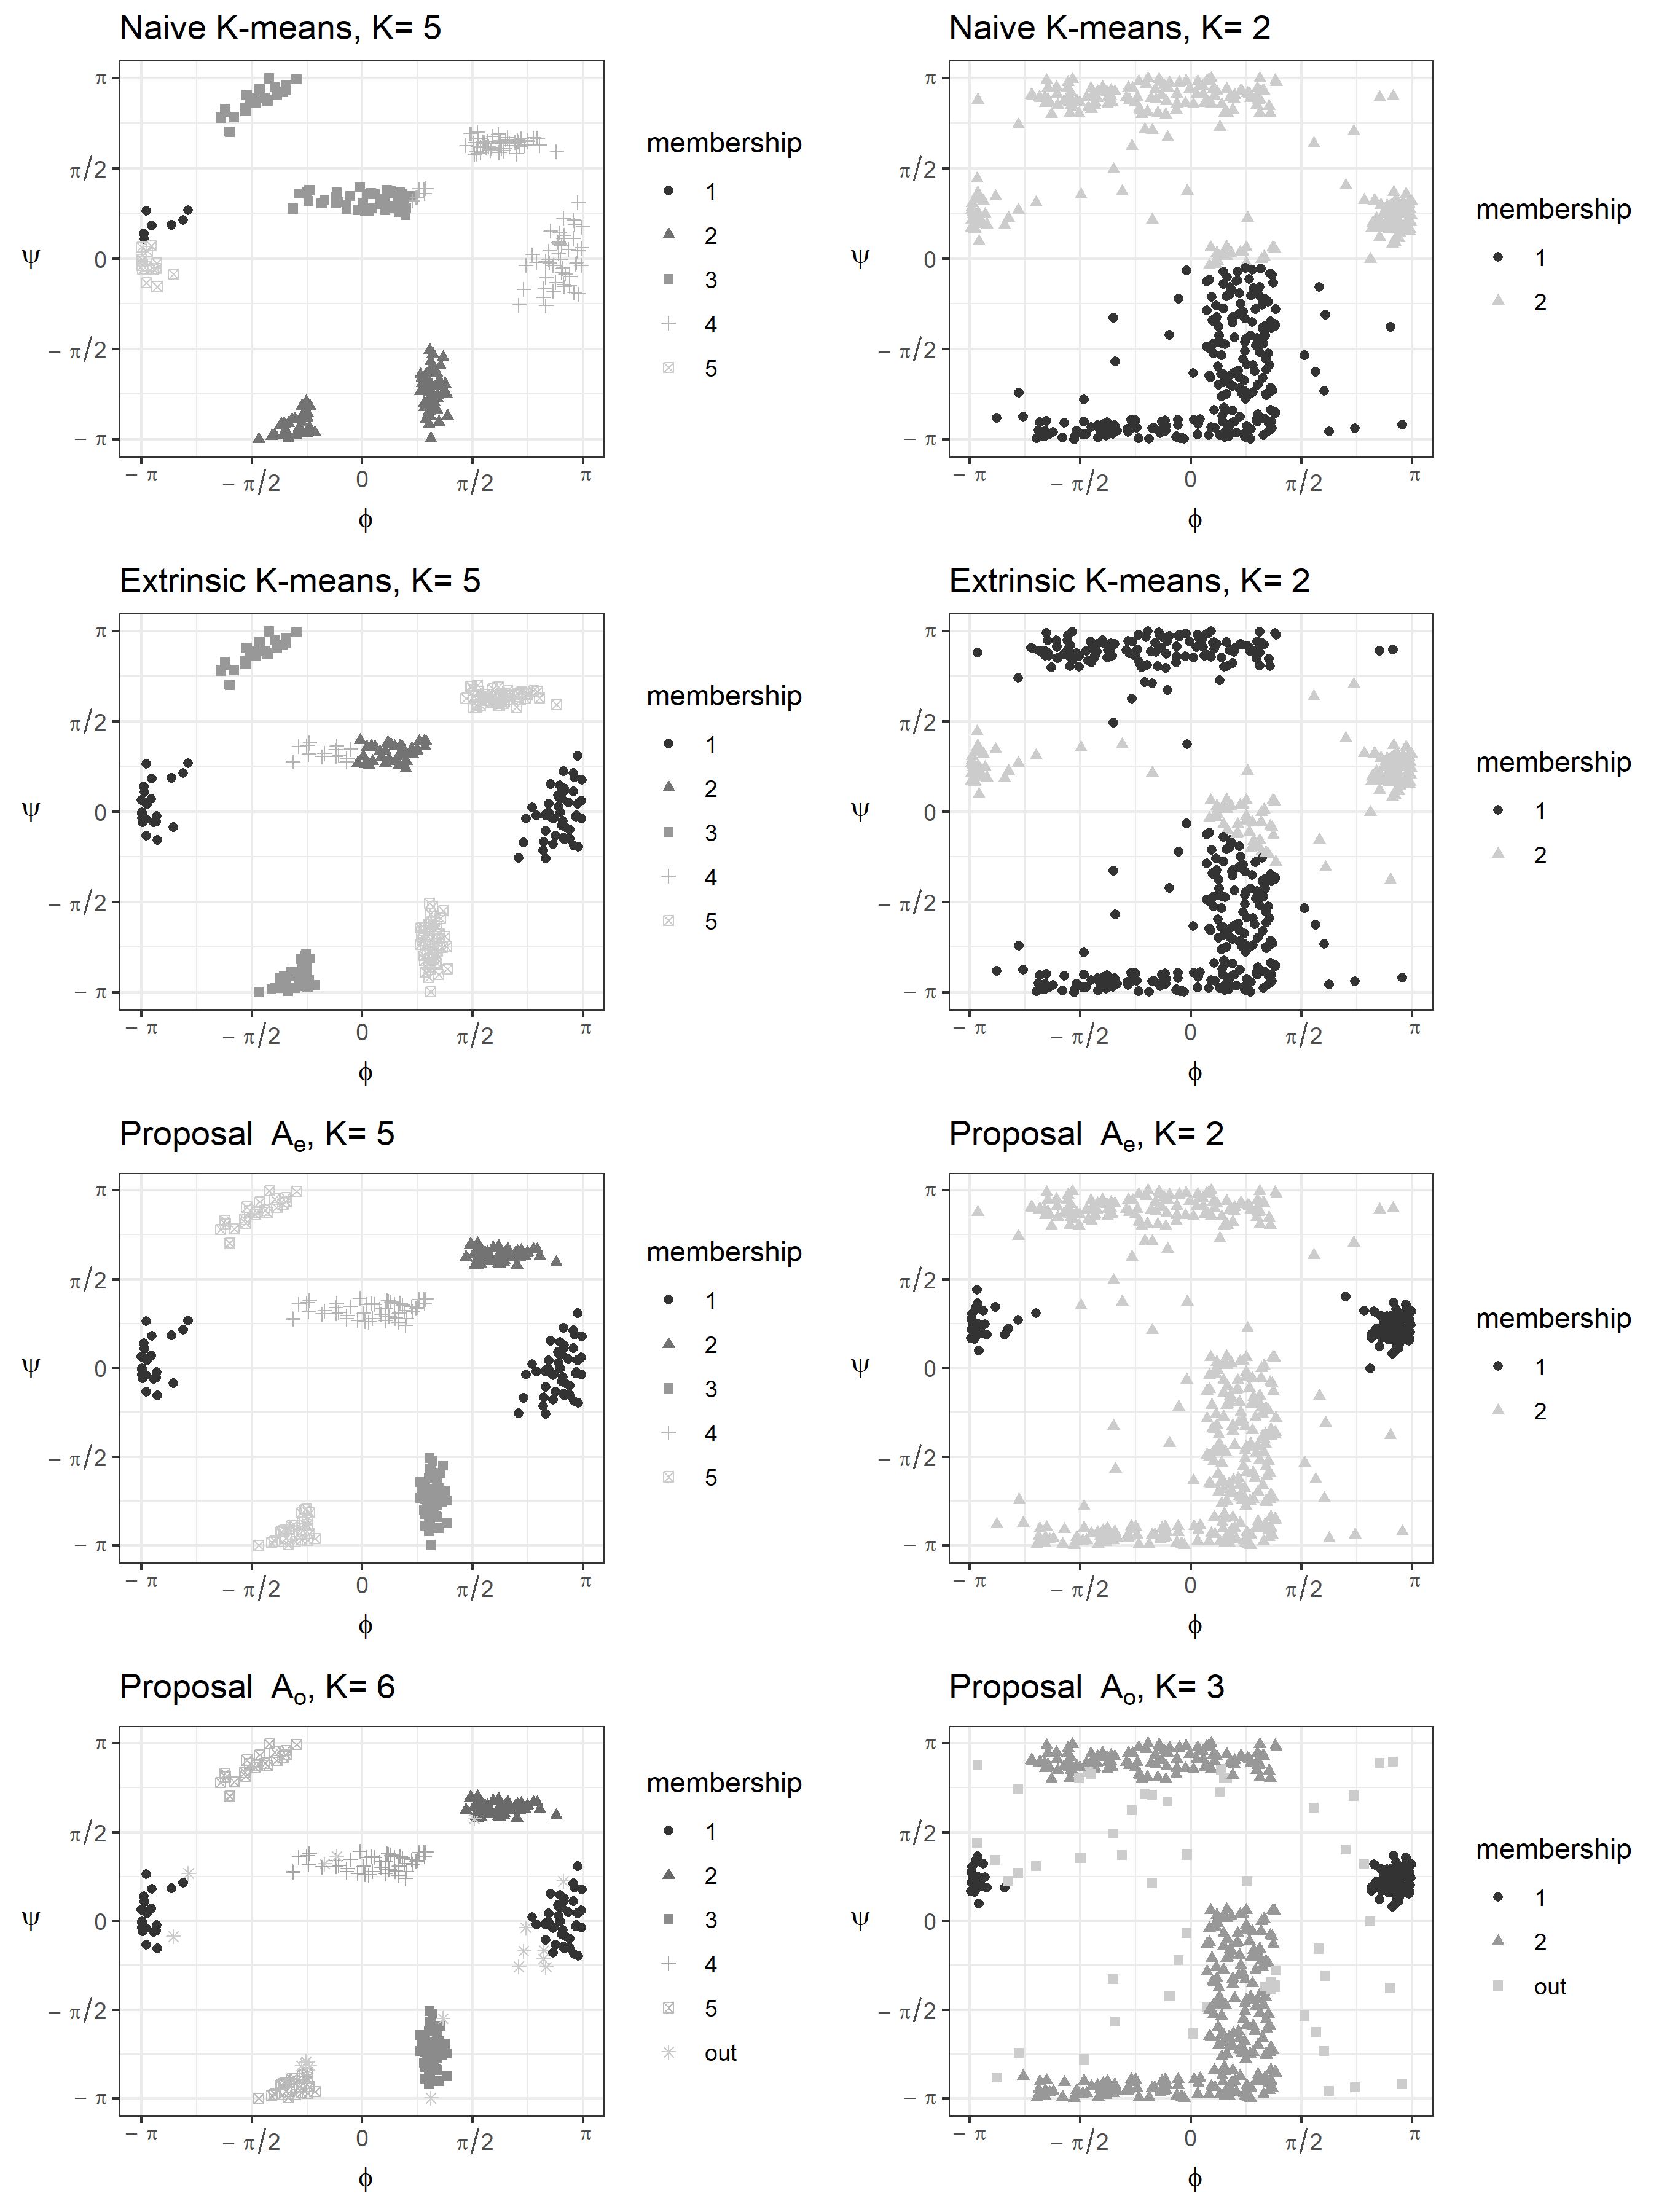 Naive K-means, K= 5
π
π/2
0
− π/2
− π
ψ
− π
− π/2
0
π/2
π
ϕ
membership
1
2
3
4
5
Naive K-means, K= 2
π
π/2
0
− π/2
− π
ψ
− π
− π/2
0
π/2
π
ϕ
membership
1
2
Extrinsic K-means, K= 5
π
π/2
0
− π/2
− π
ψ
− π
− π/2
0
π/2
π
ϕ
membership
1
2
3
4
5
Extrinsic K-means, K= 2
π
π/2
0
− π/2
− π
ψ
− π
− π/2
0
π/2
π
ϕ
membership
1
2
Proposal Ae, K= 5
π
π/2
0
− π/2
− π
ψ
− π
− π/2
0
π/2
π
ϕ
membership
1
2
3
4
5
Proposal Ae, K= 2
π
π/2
0
− π/2
− π
ψ
− π
− π/2
0
π/2
π
ϕ
membership
1
2
Proposal Ao, K= 6
π
π/2
0
− π/2
− π
ψ
− π
− π/2
0
π/2
π
ϕ
membership
1
2
3
4
5
out
Proposal Ao, K= 3
π
π/2
0
− π/2
− π
ψ
− π
− π/2
0
π/2
π
ϕ
membership
1
2
out